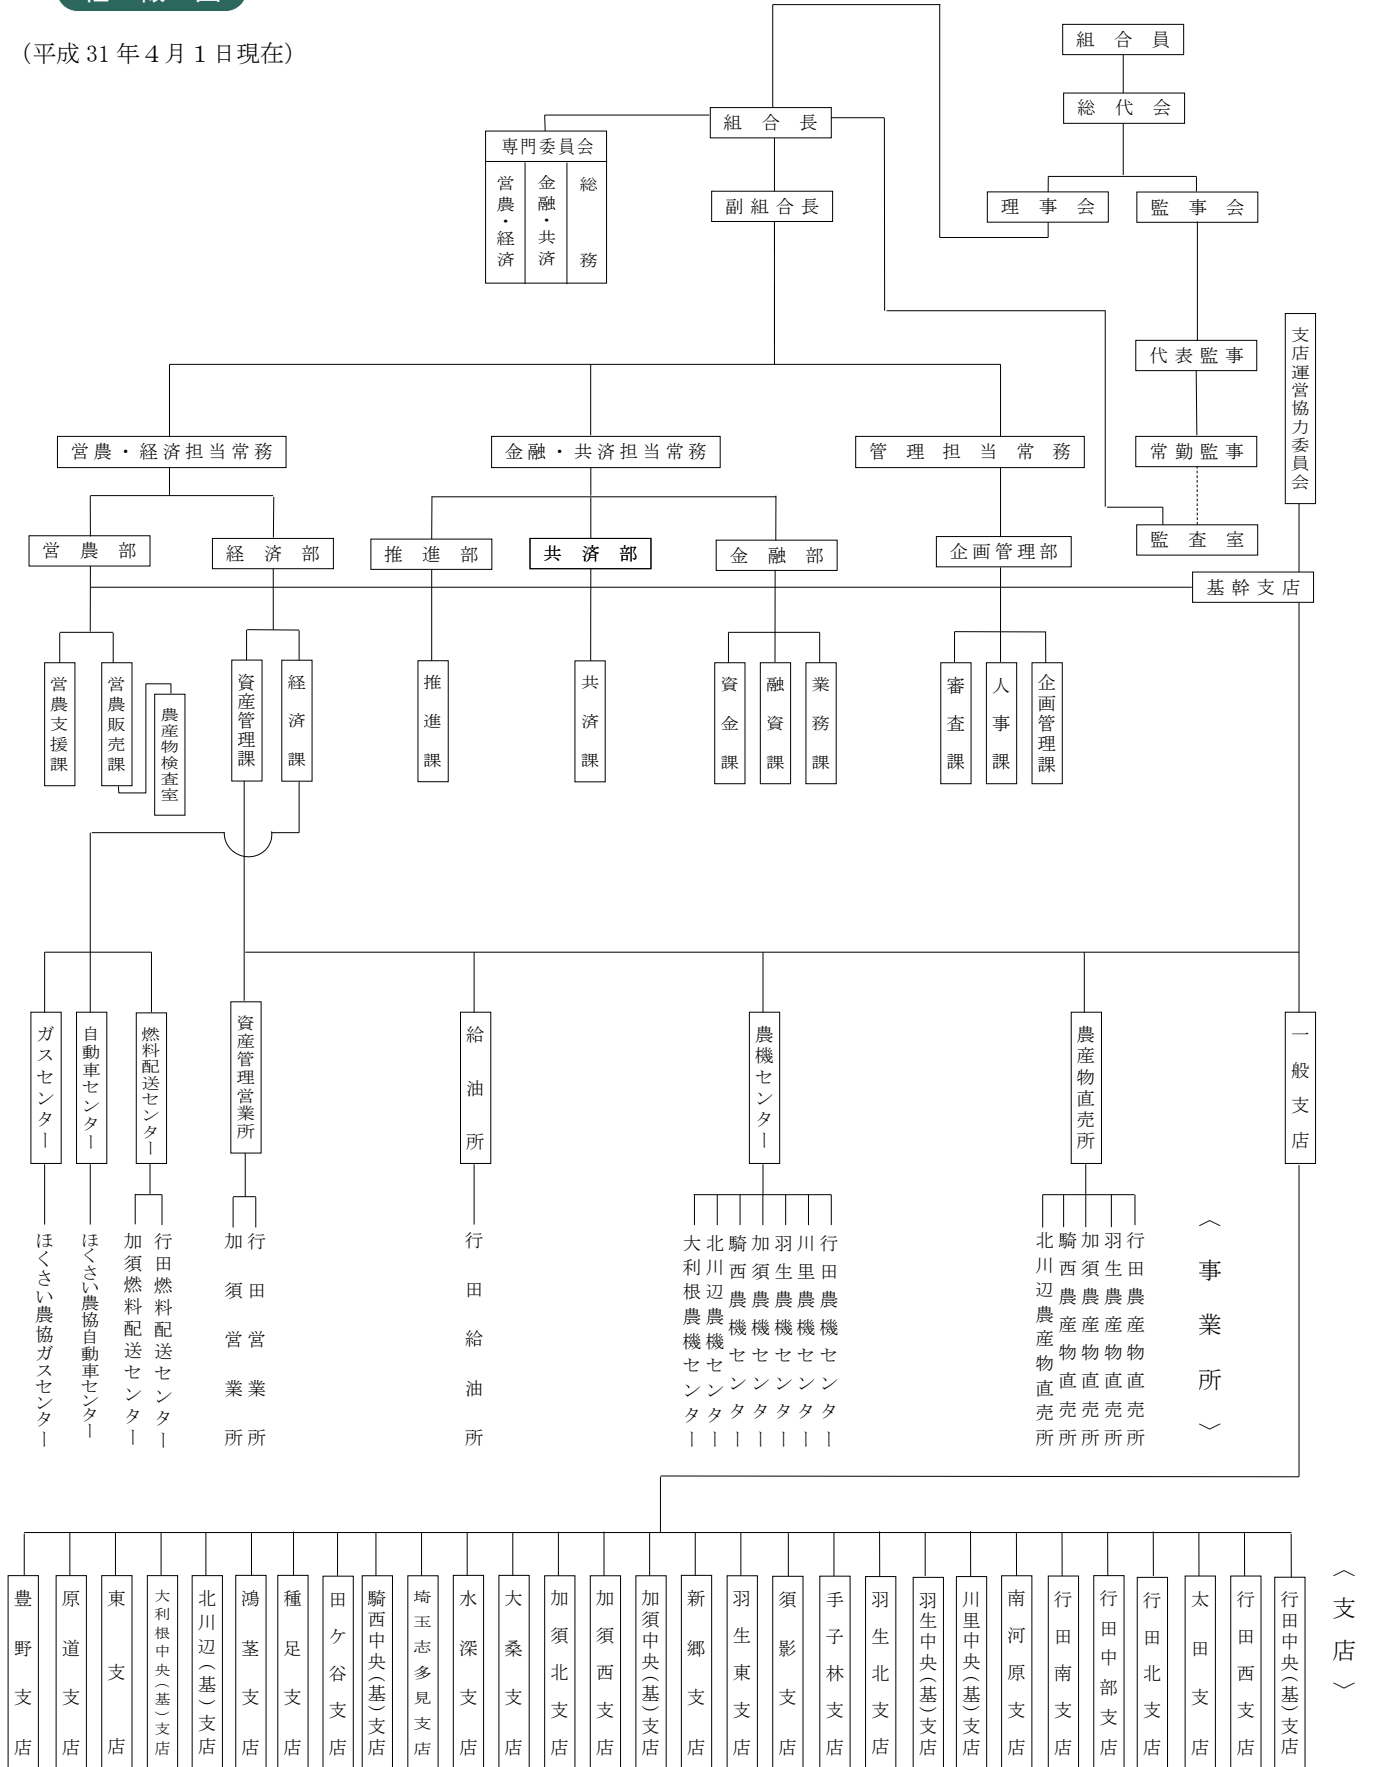 組織図
（平成 31 年４月１日現在）
組合員
総代会
組合長
専門委員会
営農・経済
金融・共済
総務
副組合長
理事会
監事会
代表監事
支店運営協力委員会
営農・経済担当常務
金融・共済担当常務
管理担当常務
常勤監事
監査室
営農部
経済部
推進部
共済部
金融部
企画管理部
基幹支店
営農支援課
営農販売課
農産物検査室
資産管理課
経済課
推進課
共済課
資金課
融資課
業務課
審査課
人事課
企画管理課
ガスセンター
自動車センター
燃料配送センター
資産管理営業所
給油所
農機センター
農産物直売所
一般支店
ほくさい農協ガスセンター
ほくさい農協自動車センター
加須燃料配送センター
行田燃料配送センター
加須営業所
行田営業所
行田給油所
大利根農機センター
北川辺農機センター
騎西農機センター
加須農機センター
羽生農機センター
川里農機センター
行田農機センター
北川辺農産物直売所
騎西農産物直売所
加須農産物直売所
羽生農産物直売所
行田農産物直売所
〈事業所〉
豊野支店
原道支店
東支店
大利根中央(基)支店
北川辺(基)支店
鴻茎支店
種足支店
田ケ谷支店
騎西中央(基)支店
埼玉志多見支店
水深支店
大桑支店
加須北支店
加須西支店
加須中央(基)支店
新郷支店
羽生東支店
須影支店
手子林支店
羽生北支店
羽生中央(基)支店
川里中央(基)支店
南河原支店
行田南支店
行田中部支店
行田北支店
太田支店
行田西支店
行田中央(基)支店
〈支店〉